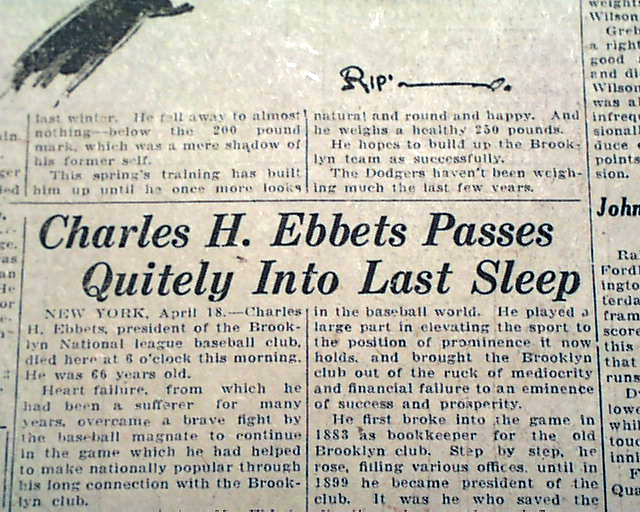 RIP.
last winter. He fell away to almost
nothing—below the 200 pound
mark, which was a mere shadow of
his former self.
This spring's training has built
him up until he once more looks
natural and round and happy. And
he weighs a healthy 250 pounds.
He hopes to build up the Brook-
lyn team as successfully.
The Dodgers haven't been weigh-
ing much the last few years.
Charles H. Ebbets Passes
Quitely Into Last Sleep
NEW YORK, April 18.—Charles
H. Ebbets, president of the Brook-
lyn National league baseball club,
died here at 6 o'clock this morning.
He was 66 years old.
Heart failure, from which he
had been a sufferer for many
years, overcame a brave fight by
the baseball magnate to continue
in the game which he had helped
to make nationally popular through
his long connection with the Brook-
lyn club.
in the baseball world. He played a
large part in elevating the sport to
the position of prominence it now
holds, and brought the Brooklyn
club out of the ruck of mediocrity
and financial failure to an eminence
of success and prosperity.
He first broke into the game in
1883 as bookkeeper for the old
Brooklyn club. Step by step, he
rose, filling various offices, until in
1899 he became president of the
club. It was he who saved the
weights
Wilson
Greb
a right
good
and di
Wilson
was a
infreq
sional
duce
points
sion.
John
Ra
Ford
ingto
terda
fram
score
this
that
runs
D
lowe
whil
touc
inni
F
Qua